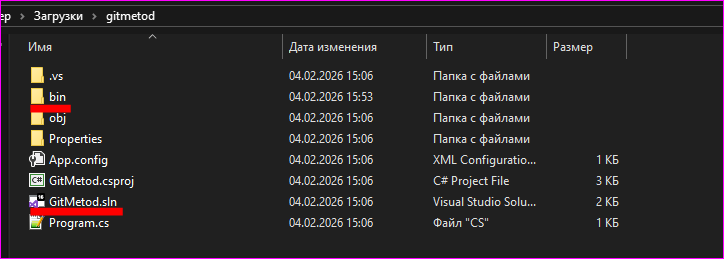 ер > Загрузки > gitmetod
Имя Дата изменения Тип Размер
.vs 04.02.2026 15:06 Папка с файлами
bin 04.02.2026 15:53 Папка с файлами
obj 04.02.2026 15:06 Папка с файлами
Properties 04.02.2026 15:06 Папка с файлами
App.config 04.02.2026 15:06 XML Configuratio... 1 КБ
GitMetod.csproj 04.02.2026 15:06 C# Project File 3 КБ
GitMetod.sln 04.02.2026 15:06 Visual Studio Solu... 2 КБ
Program.cs 04.02.2026 15:06 Файл "CS" 1 КБ